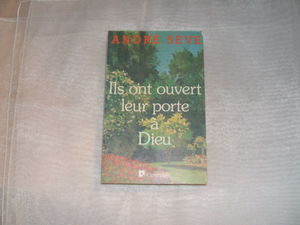 ANDRÉ SÈVE
Ils ont ouvert
leur porte
à
Dieu